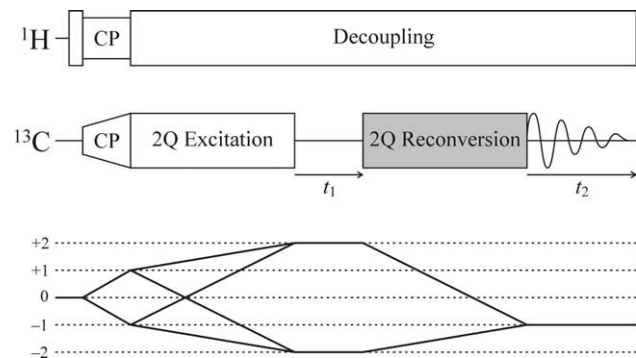 ¹H CP Decoupling
¹³C CP 2Q Excitation 2Q Reconversion
t₁ t₂
+2
+1
0
−1
−2